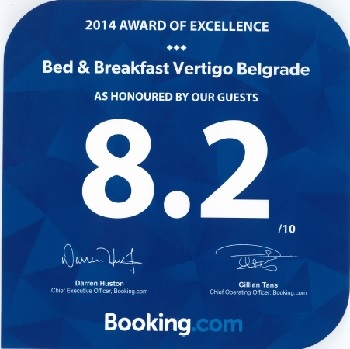 2014 AWARD OF EXCELLENCE
Bed & Breakfast Vertigo Belgrade
AS HONOURED BY OUR GUESTS
8.2
/10
Darren Huston
Chief Executive Officer, Booking.com
Gillian Tans
Chief Operating Officer, Booking.com
Booking.com